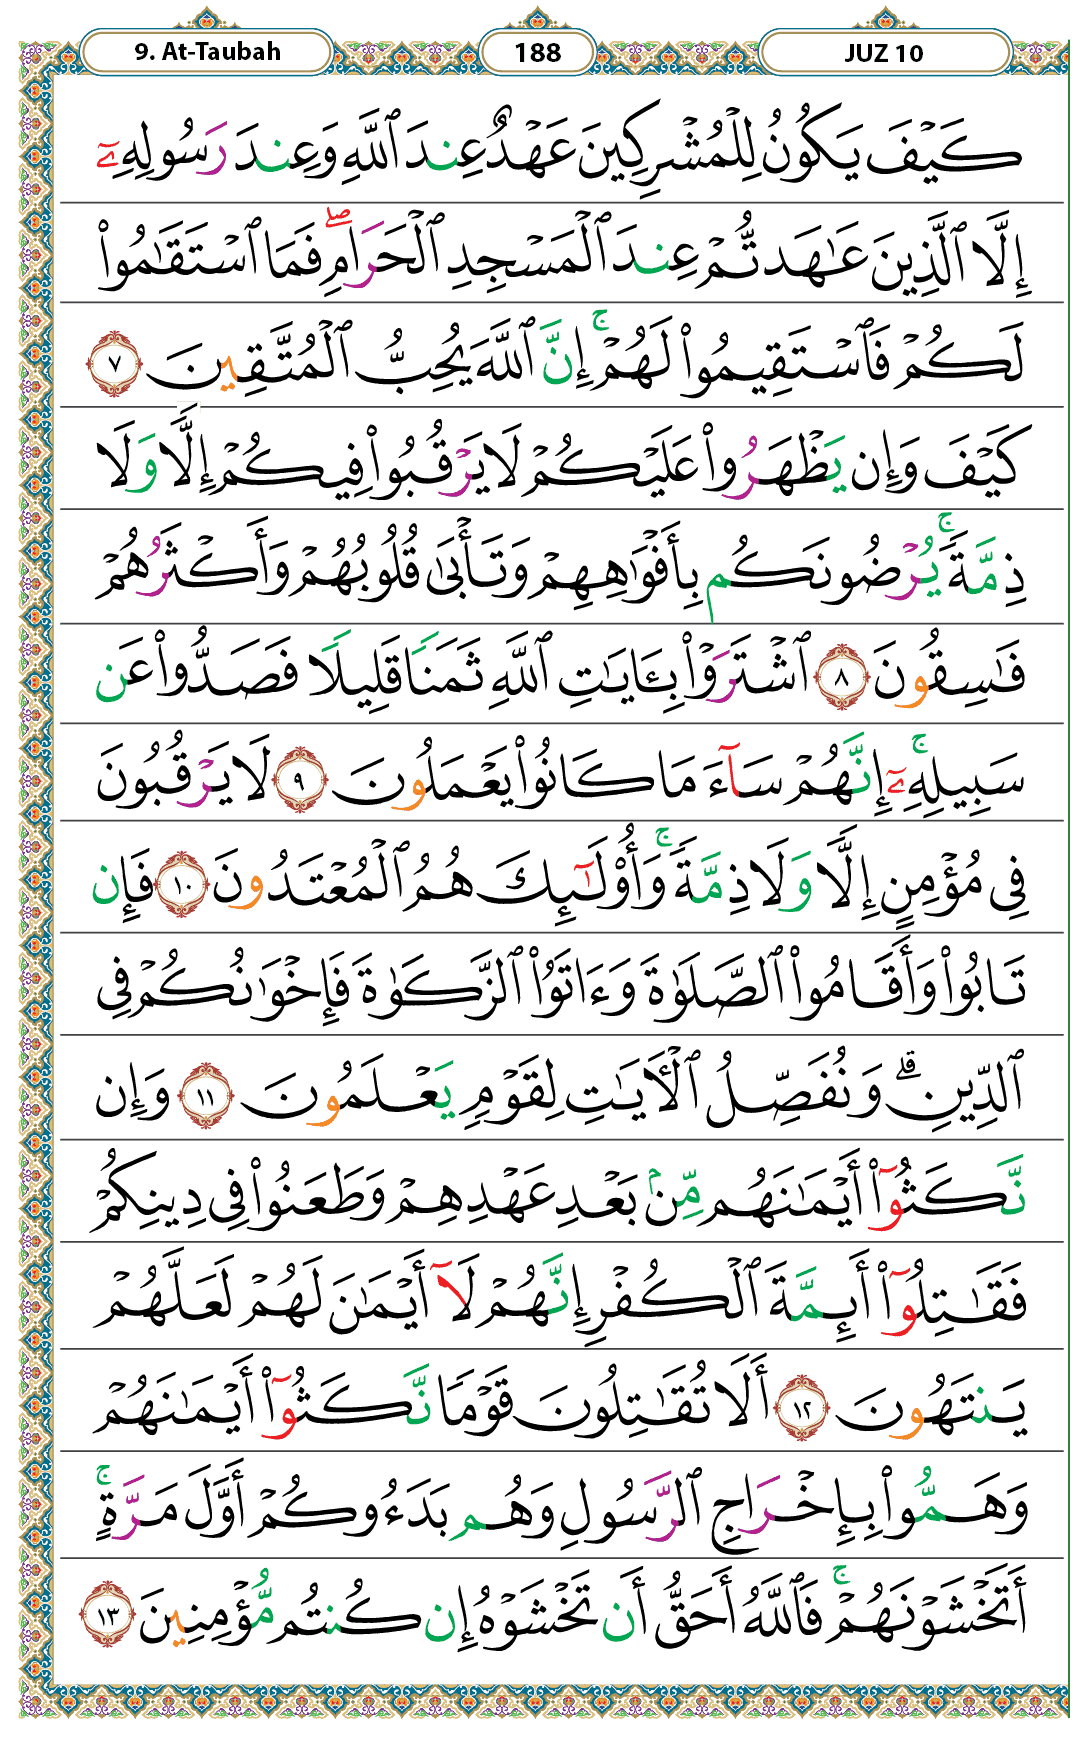 9. At-Taubah
188
JUZ 10
كَيْفَ يَكُونُ لِلْمُشْرِكِينَ عَهْدٌ عِندَ ٱللَّهِ وَعِندَ رَسُولِهِۦٓ
إِلَّا ٱلَّذِينَ عَٰهَدتُّمْ عِندَ ٱلْمَسْجِدِ ٱلْحَرَامِۖ فَمَا ٱسْتَقَٰمُوا۟
لَكُمْ فَٱسْتَقِيمُوا۟ لَهُمْۚ إِنَّ ٱللَّهَ يُحِبُّ ٱلْمُتَّقِينَ ٧
كَيْفَ وَإِن يَظْهَرُوا۟ عَلَيْكُمْ لَا يَرْقُبُوا۟ فِيكُمْ إِلًّا وَلَا
ذِمَّةًۚ يُرْضُونَكُم بِأَفْوَٰهِهِمْ وَتَأْبَىٰ قُلُوبُهُمْ وَأَكْثَرُهُمْ
فَٰسِقُونَ ٨ ٱشْتَرَوْا۟ بِـَٔايَٰتِ ٱللَّهِ ثَمَنًا قَلِيلًا فَصَدُّوا۟ عَن
سَبِيلِهِۦٓۚ إِنَّهُمْ سَآءَ مَا كَانُوا۟ يَعْمَلُونَ ٩ لَا يَرْقُبُونَ
فِى مُؤْمِنٍ إِلًّا وَلَا ذِمَّةًۚ وَأُو۟لَٰٓئِكَ هُمُ ٱلْمُعْتَدُونَ ١٠ فَإِن
تَابُوا۟ وَأَقَامُوا۟ ٱلصَّلَوٰةَ وَءَاتَوُا۟ ٱلزَّكَوٰةَ فَإِخْوَٰنُكُمْ فِى
ٱلدِّينِۗ وَنُفَصِّلُ ٱلْـَٔايَٰتِ لِقَوْمٍ يَعْلَمُونَ ١١ وَإِن
نَّكَثُوٓا۟ أَيْمَٰنَهُم مِّنۢ بَعْدِ عَهْدِهِمْ وَطَعَنُوا۟ فِى دِينِكُمْ
فَقَٰتِلُوٓا۟ أَئِمَّةَ ٱلْكُفْرِ إِنَّهُمْ لَآ أَيْمَٰنَ لَهُمْ لَعَلَّهُمْ
يَنتَهُونَ ١٢ أَلَا تُقَٰتِلُونَ قَوْمًا نَّكَثُوٓا۟ أَيْمَٰنَهُمْ
وَهَمُّوا۟ بِإِخْرَاجِ ٱلرَّسُولِ وَهُم بَدَءُوكُمْ أَوَّلَ مَرَّةٍۚ
أَتَخْشَوْنَهُمْۚ فَٱللَّهُ أَحَقُّ أَن تَخْشَوْهُ إِن كُنتُم مُّؤْمِنِينَ ١٣